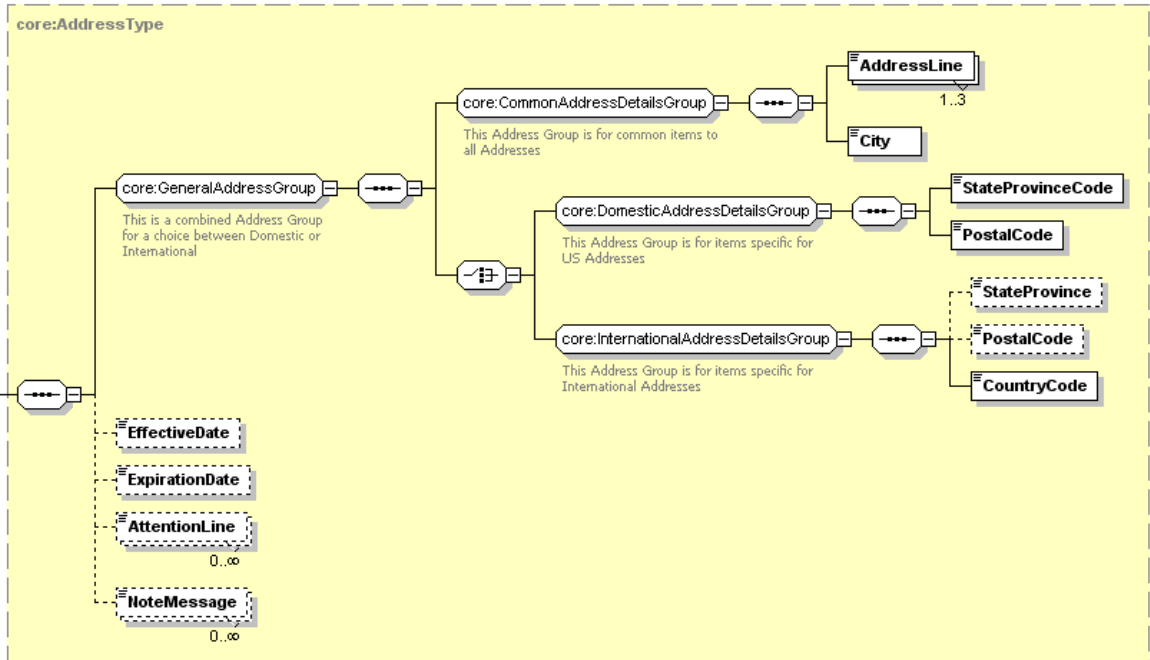 core:AddressType
AddressLine
1..3
core:CommonAddressDetailsGroup
This Address Group is for common items to
all Addresses
City
core:GeneralAddressGroup
This is a combined Address Group
for a choice between Domestic or
International
StateProvinceCode
core:DomesticAddressDetailsGroup
This Address Group is for items specific for
US Addresses
PostalCode
StateProvince
core:InternationalAddressDetailsGroup
This Address Group is for items specific for
International Addresses
PostalCode
CountryCode
EffectiveDate
ExpirationDate
AttentionLine
0..∞
NoteMessage
0..∞